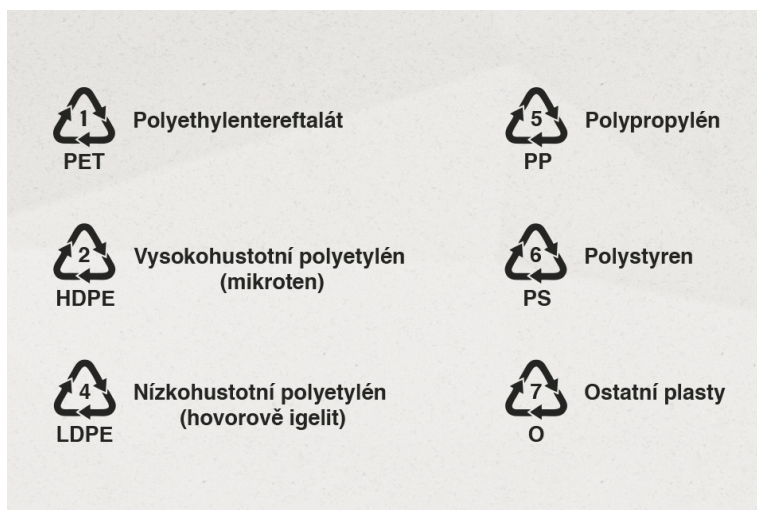 1
PET
Polyethylentereftalát
2
HDPE
Vysokohustotní polyetylén
(mikroten)
4
LDPE
Nízkohustotní polyetylén
(hovorově igelit)
5
PP
Polypropylén
6
PS
Polystyren
7
O
Ostatní plasty